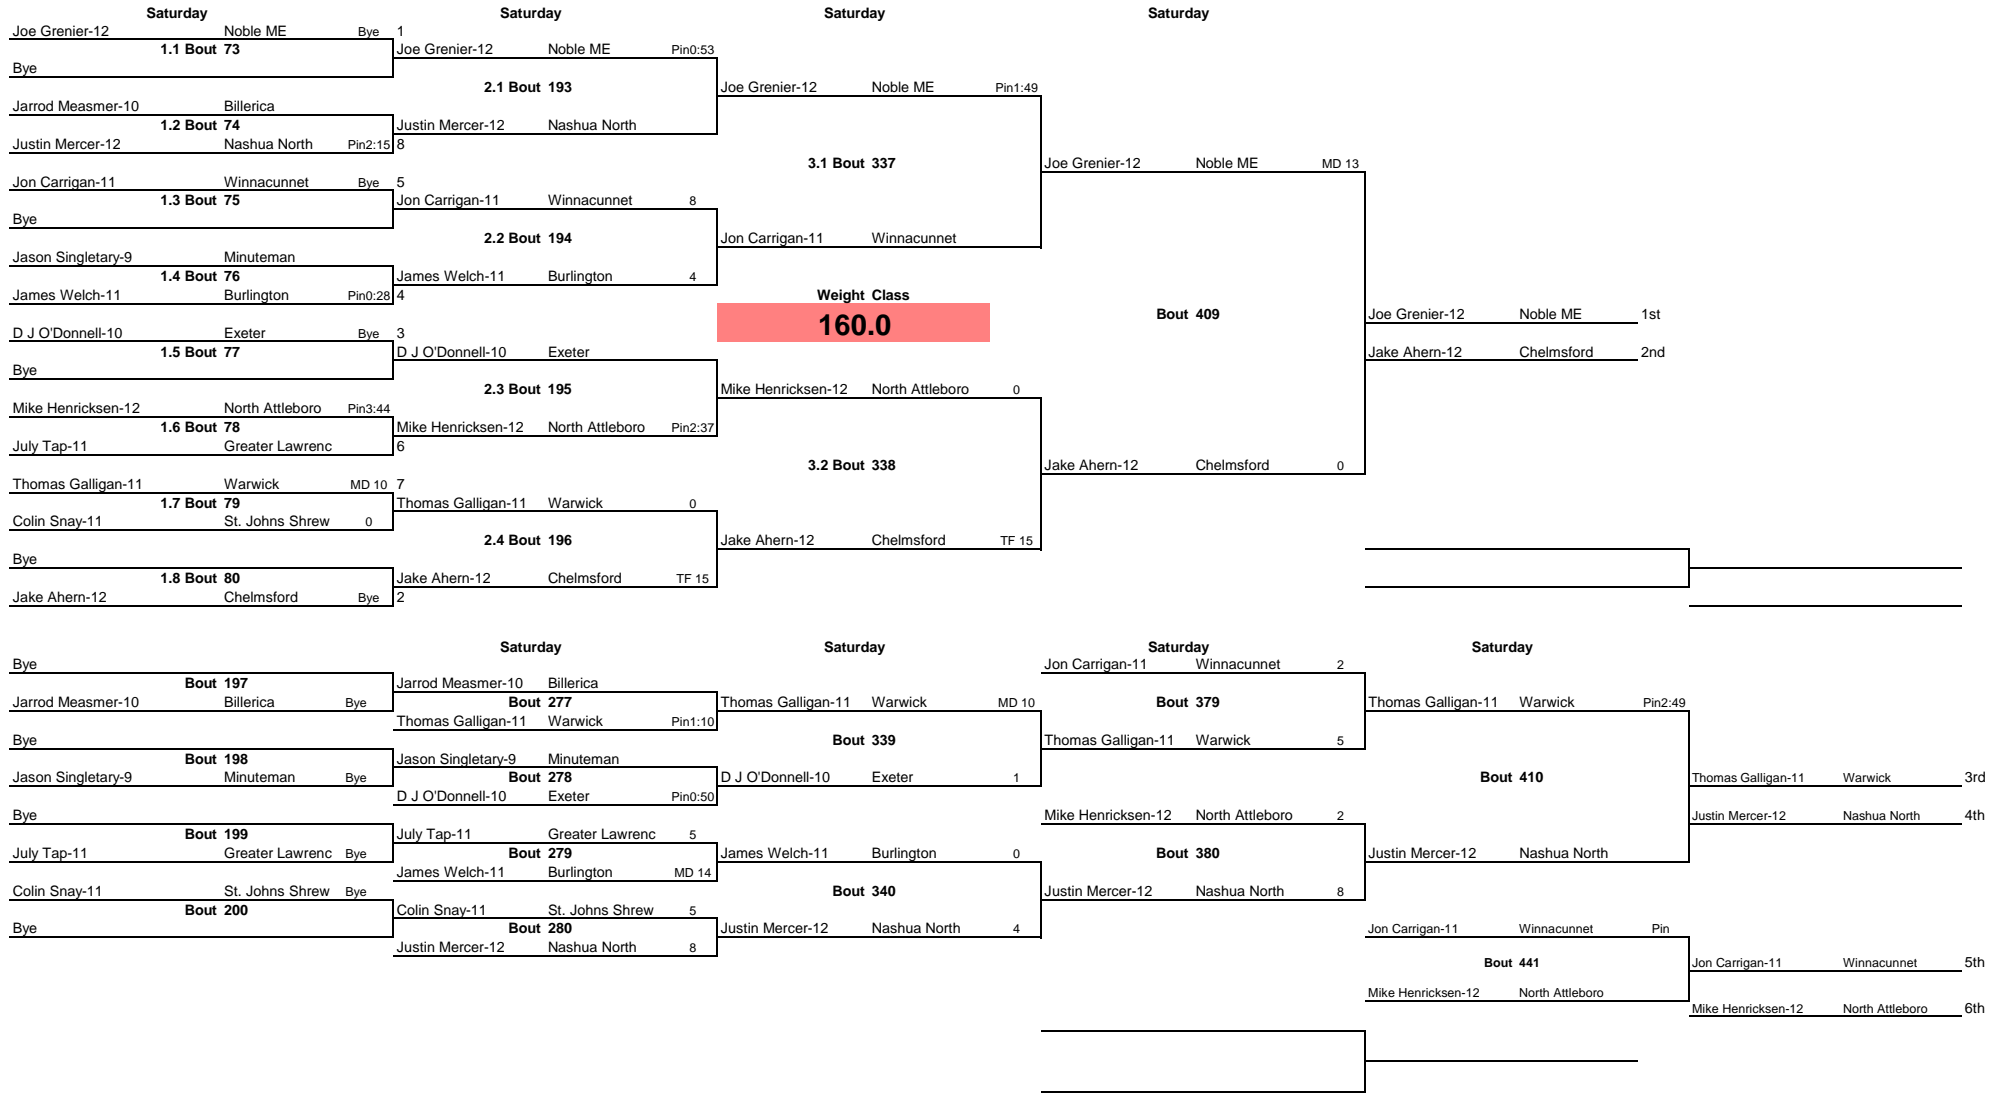 Saturday Saturday Saturday Saturday
Joe Grenier-12 Noble ME Bye 1
1.1 Bout 73 Joe Grenier-12 Noble ME Pin0:53
Bye
2.1 Bout 193 Joe Grenier-12 Noble ME Pin1:49
Jarrod Measmer-10 Billerica
1.2 Bout 74 Justin Mercer-12 Nashua North
Justin Mercer-12 Nashua North Pin2:15 8
3.1 Bout 337 Joe Grenier-12 Noble ME MD 13
Jon Carrigan-11 Winnacunnet Bye 5
1.3 Bout 75 Jon Carrigan-11 Winnacunnet 8
Bye
2.2 Bout 194 Jon Carrigan-11 Winnacunnet
Jason Singletary-9 Minuteman
1.4 Bout 76 James Welch-11 Burlington 4
James Welch-11 Burlington Pin0:28 4 Weight Class
160.0 Bout 409 Joe Grenier-12 Noble ME 1st
D J O'Donnell-10 Exeter Bye 3
1.5 Bout 77 D J O'Donnell-10 Exeter Jake Ahern-12 Chelmsford 2nd
Bye
2.3 Bout 195 Mike Henricksen-12 North Attleboro 0
Mike Henricksen-12 North Attleboro Pin3:44
1.6 Bout 78 Mike Henricksen-12 North Attleboro Pin2:37
July Tap-11 Greater Lawrenc 6
3.2 Bout 338 Jake Ahern-12 Chelmsford 0
Thomas Galligan-11 Warwick MD 10 7
1.7 Bout 79 Thomas Galligan-11 Warwick 0
Colin Snay-11 St. Johns Shrew 0
2.4 Bout 196 Jake Ahern-12 Chelmsford TF 15
Bye
1.8 Bout 80 Jake Ahern-12 Chelmsford TF 15
Jake Ahern-12 Chelmsford Bye 2
Saturday Saturday Saturday Saturday
Bye Jon Carrigan-11 Winnacunnet 2
Bout 197 Jarrod Measmer-10 Billerica
Jarrod Measmer-10 Billerica Bye Bout 277 Thomas Galligan-11 Warwick MD 10 Bout 379 Thomas Galligan-11 Warwick Pin2:49
Thomas Galligan-11 Warwick Pin1:10
Bye Bout 339 Thomas Galligan-11 Warwick 5
Bout 198 Jason Singletary-9 Minuteman
Jason Singletary-9 Minuteman Bye Bout 278 D J O'Donnell-10 Exeter 1 Bout 410 Thomas Galligan-11 Warwick 3rd
D J O'Donnell-10 Exeter Pin0:50
Bye Mike Henricksen-12 North Attleboro 2 Justin Mercer-12 Nashua North 4th
Bout 199 July Tap-11 Greater Lawrenc 5
July Tap-11 Greater Lawrenc Bye Bout 279 James Welch-11 Burlington 0 Bout 380 Justin Mercer-12 Nashua North
James Welch-11 Burlington MD 14
Colin Snay-11 St. Johns Shrew Bye Bout 340 Justin Mercer-12 Nashua North 8
Bout 200 Colin Snay-11 St. Johns Shrew 5
Bye Bout 280 Justin Mercer-12 Nashua North 4 Jon Carrigan-11 Winnacunnet Pin
Justin Mercer-12 Nashua North 8
Bout 441 Jon Carrigan-11 Winnacunnet 5th
Mike Henricksen-12 North Attleboro
Mike Henricksen-12 North Attleboro 6th